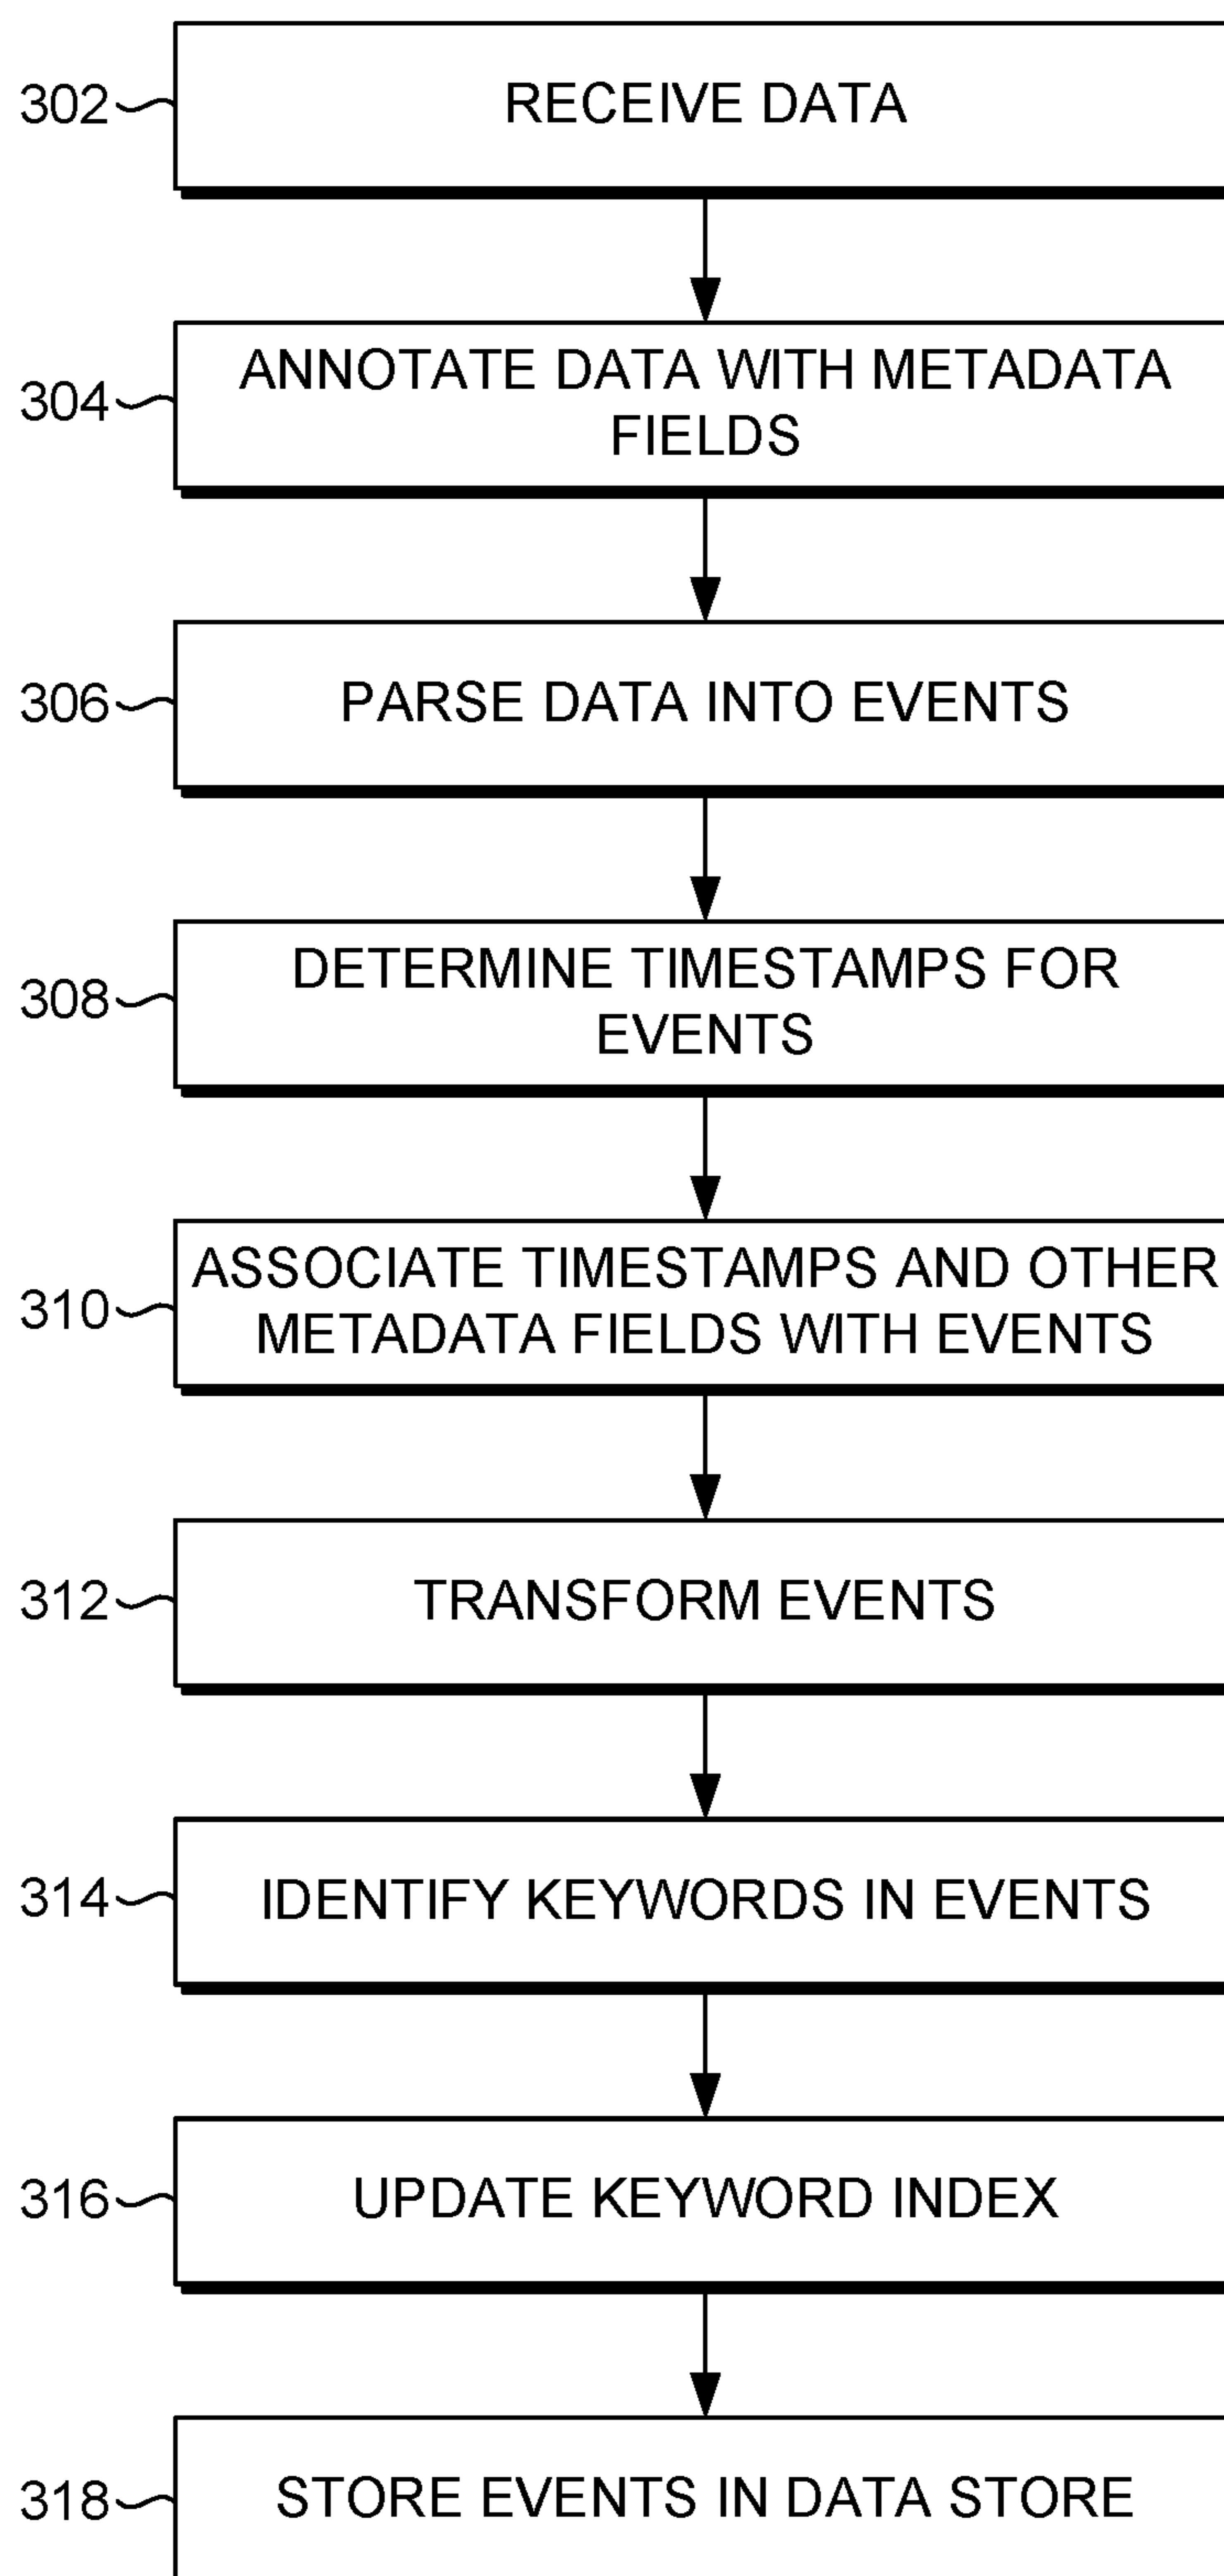 302
RECEIVE DATA
304
ANNOTATE DATA WITH METADATA
FIELDS
306
PARSE DATA INTO EVENTS
308
DETERMINE TIMESTAMPS FOR
EVENTS
310
ASSOCIATE TIMESTAMPS AND OTHER
METADATA FIELDS WITH EVENTS
312
TRANSFORM EVENTS
314
IDENTIFY KEYWORDS IN EVENTS
316
UPDATE KEYWORD INDEX
318
STORE EVENTS IN DATA STORE